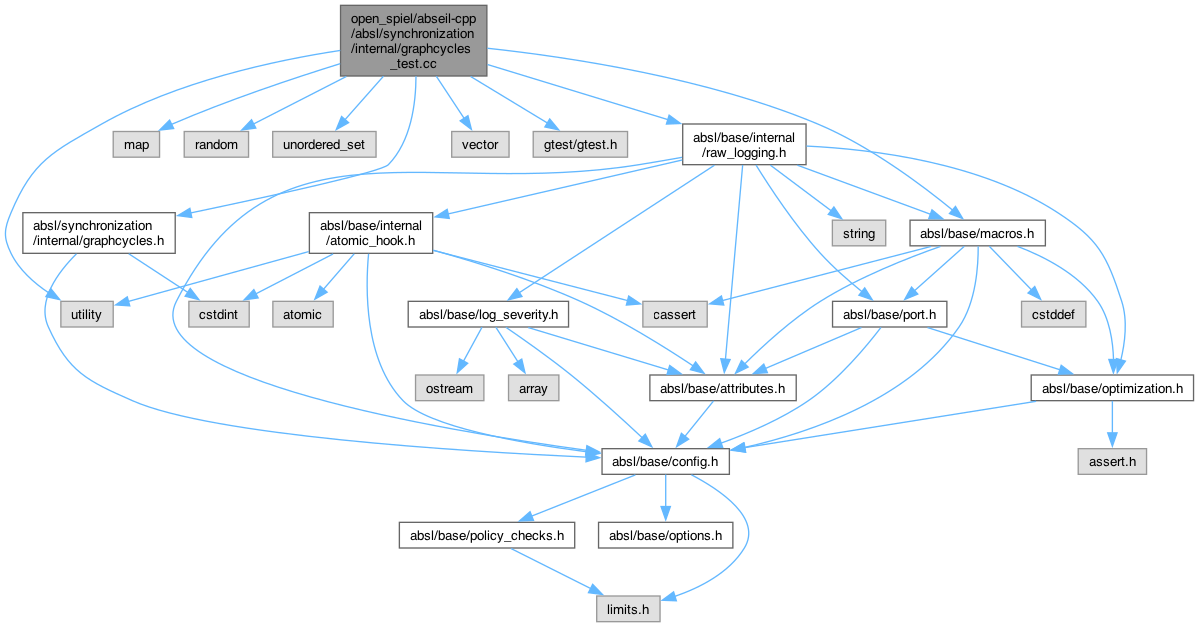 open_spiel/abseil-cpp
/absl/synchronization
/internal/graphcycles
_test.cc
map
random
unordered_set
vector
gtest/gtest.h
absl/base/internal
/raw_logging.h
absl/synchronization
/internal/graphcycles.h
absl/base/internal
/atomic_hook.h
string
absl/base/macros.h
utility
cstdint
atomic
absl/base/log_severity.h
cassert
absl/base/port.h
cstddef
ostream
array
absl/base/attributes.h
absl/base/optimization.h
absl/base/config.h
assert.h
absl/base/policy_checks.h
absl/base/options.h
limits.h